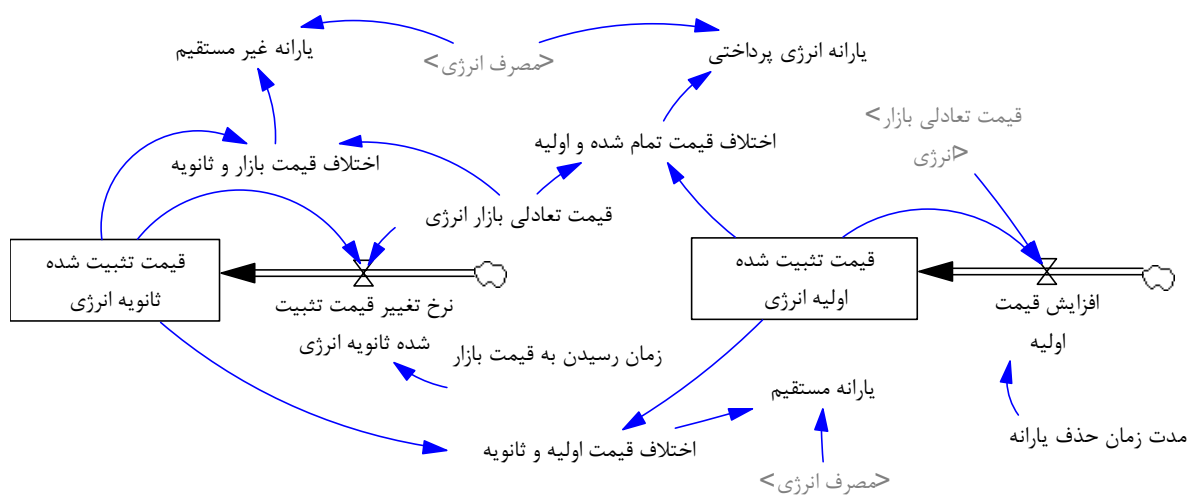 یارانه غیر مستقیم
<مصرف انرژی>
یارانه انرژی پرداختی
<قیمت تعادلی بازار
انرژی>
اختلاف قیمت تمام شده و اولیه
اختلاف قیمت بازار و ثانویه
قیمت تعادلی بازار انرژی
قیمت تثبیت شده
اولیه انرژی
قیمت تثبیت شده
ثانویه انرژی
افزایش قیمت
اولیه
نرخ تغییر قیمت تثبیت
شده ثانویه انرژی
زمان رسیدن به قیمت بازار
یارانه مستقیم
مدت زمان حذف یارانه
اختلاف قیمت اولیه و ثانویه
<مصرف انرژی>